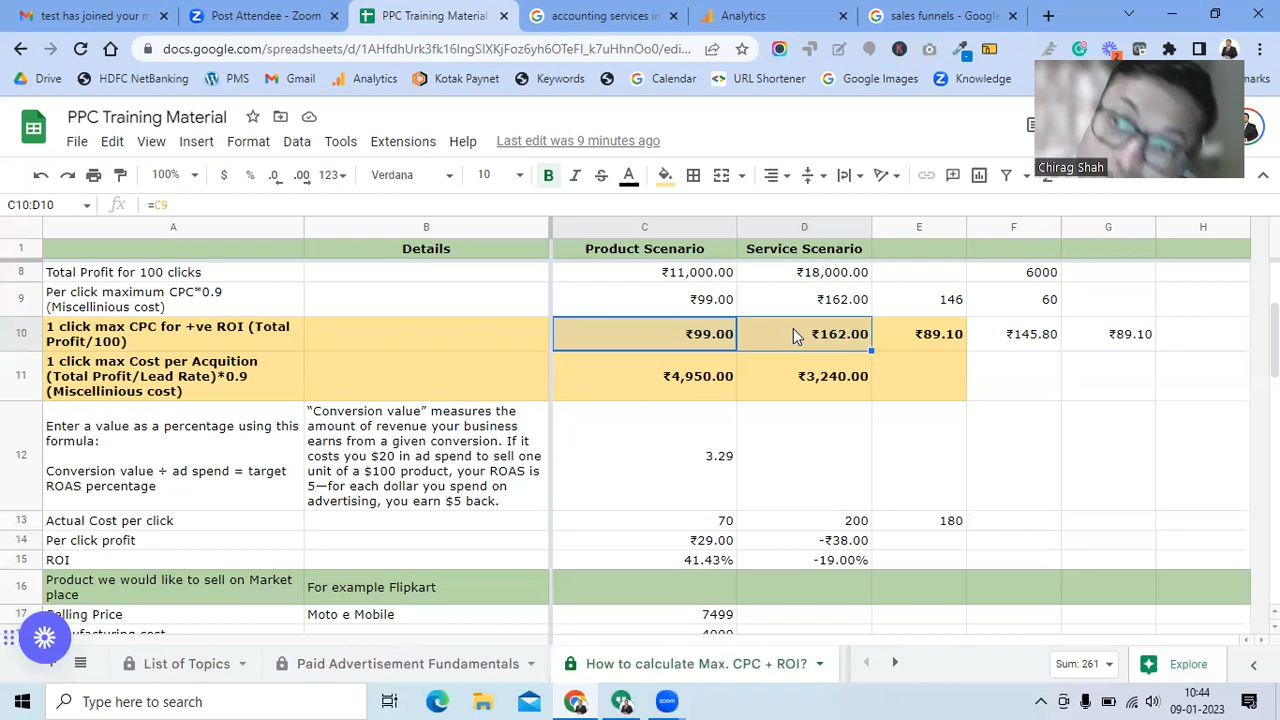 test has joined your m
Post Attendee - Zoom
PPC Training Material
accounting services in
Analytics
sales funnels - Google
docs.google.com/spreadsheets/d/1AHfdhUrk3fk16lngSlXKjFoz6yh6OTeFl_k7uHhnOo0/edi...
Drive
HDFC NetBanking
PMS
Gmail
Analytics
Kotak Paynet
Keywords
Calendar
URL Shortener
Google Images
Knowledge
marks
PPC Training Material
File Edit View Insert Format Data Tools Extensions Help
Last edit was 9 minutes ago
Chirag Shah
100% $ % .0 .00 123 Verdana 10 B I S A
C10:D10 fx =C9
A B C D E F G H
1 Details Product Scenario Service Scenario
8 Total Profit for 100 clicks ₹11,000.00 ₹18,000.00 6000
9 Per click maximum CPC*0.9
(Miscellinious cost) ₹99.00 ₹162.00 146 60
10 1 click max CPC for +ve ROI (Total
Profit/100) ₹99.00 ₹162.00 ₹89.10 ₹145.80 ₹89.10
11 1 click max Cost per Acqution
(Total Profit/Lead Rate)*0.9
(Miscellinious cost) ₹4,950.00 ₹3,240.00
12 Enter a value as a percentage using this
formula:
Conversion value ÷ ad spend = target
ROAS percentage
“Conversion value” measures the
amount of revenue your business
earns from a given conversion. If it
costs you $20 in ad spend to sell one
unit of a $100 product, your ROAS is
5—for each dollar you spend on
advertising, you earn $5 back.
3.29
13 Actual Cost per click 70 200 180
14 Per click profit ₹29.00 -₹38.00
15 ROI 41.43% -19.00%
16 Product we would like to sell on Market
place For example Flipkart
17 Selling Price Moto e Mobile 7499
List of Topics
Paid Advertisement Fundamentals
How to calculate Max. CPC + ROI?
Sum: 261
Explore
Type here to search
10:44
09-01-2023